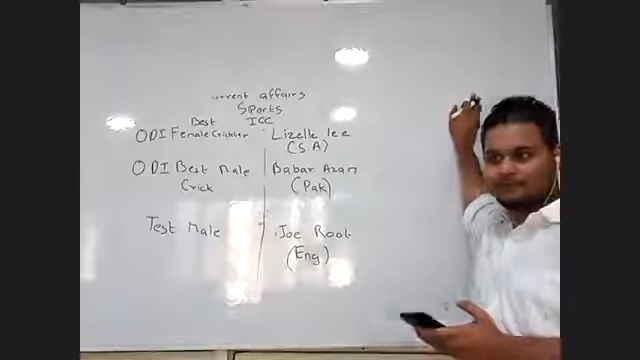 urrent affairs
Sports
Best ICC
ODI Female Crickter Lizelle lee
(S.A)
ODI Best Male Babar Azam
Crick (Pak)
Test Male Joe Root
(Eng)